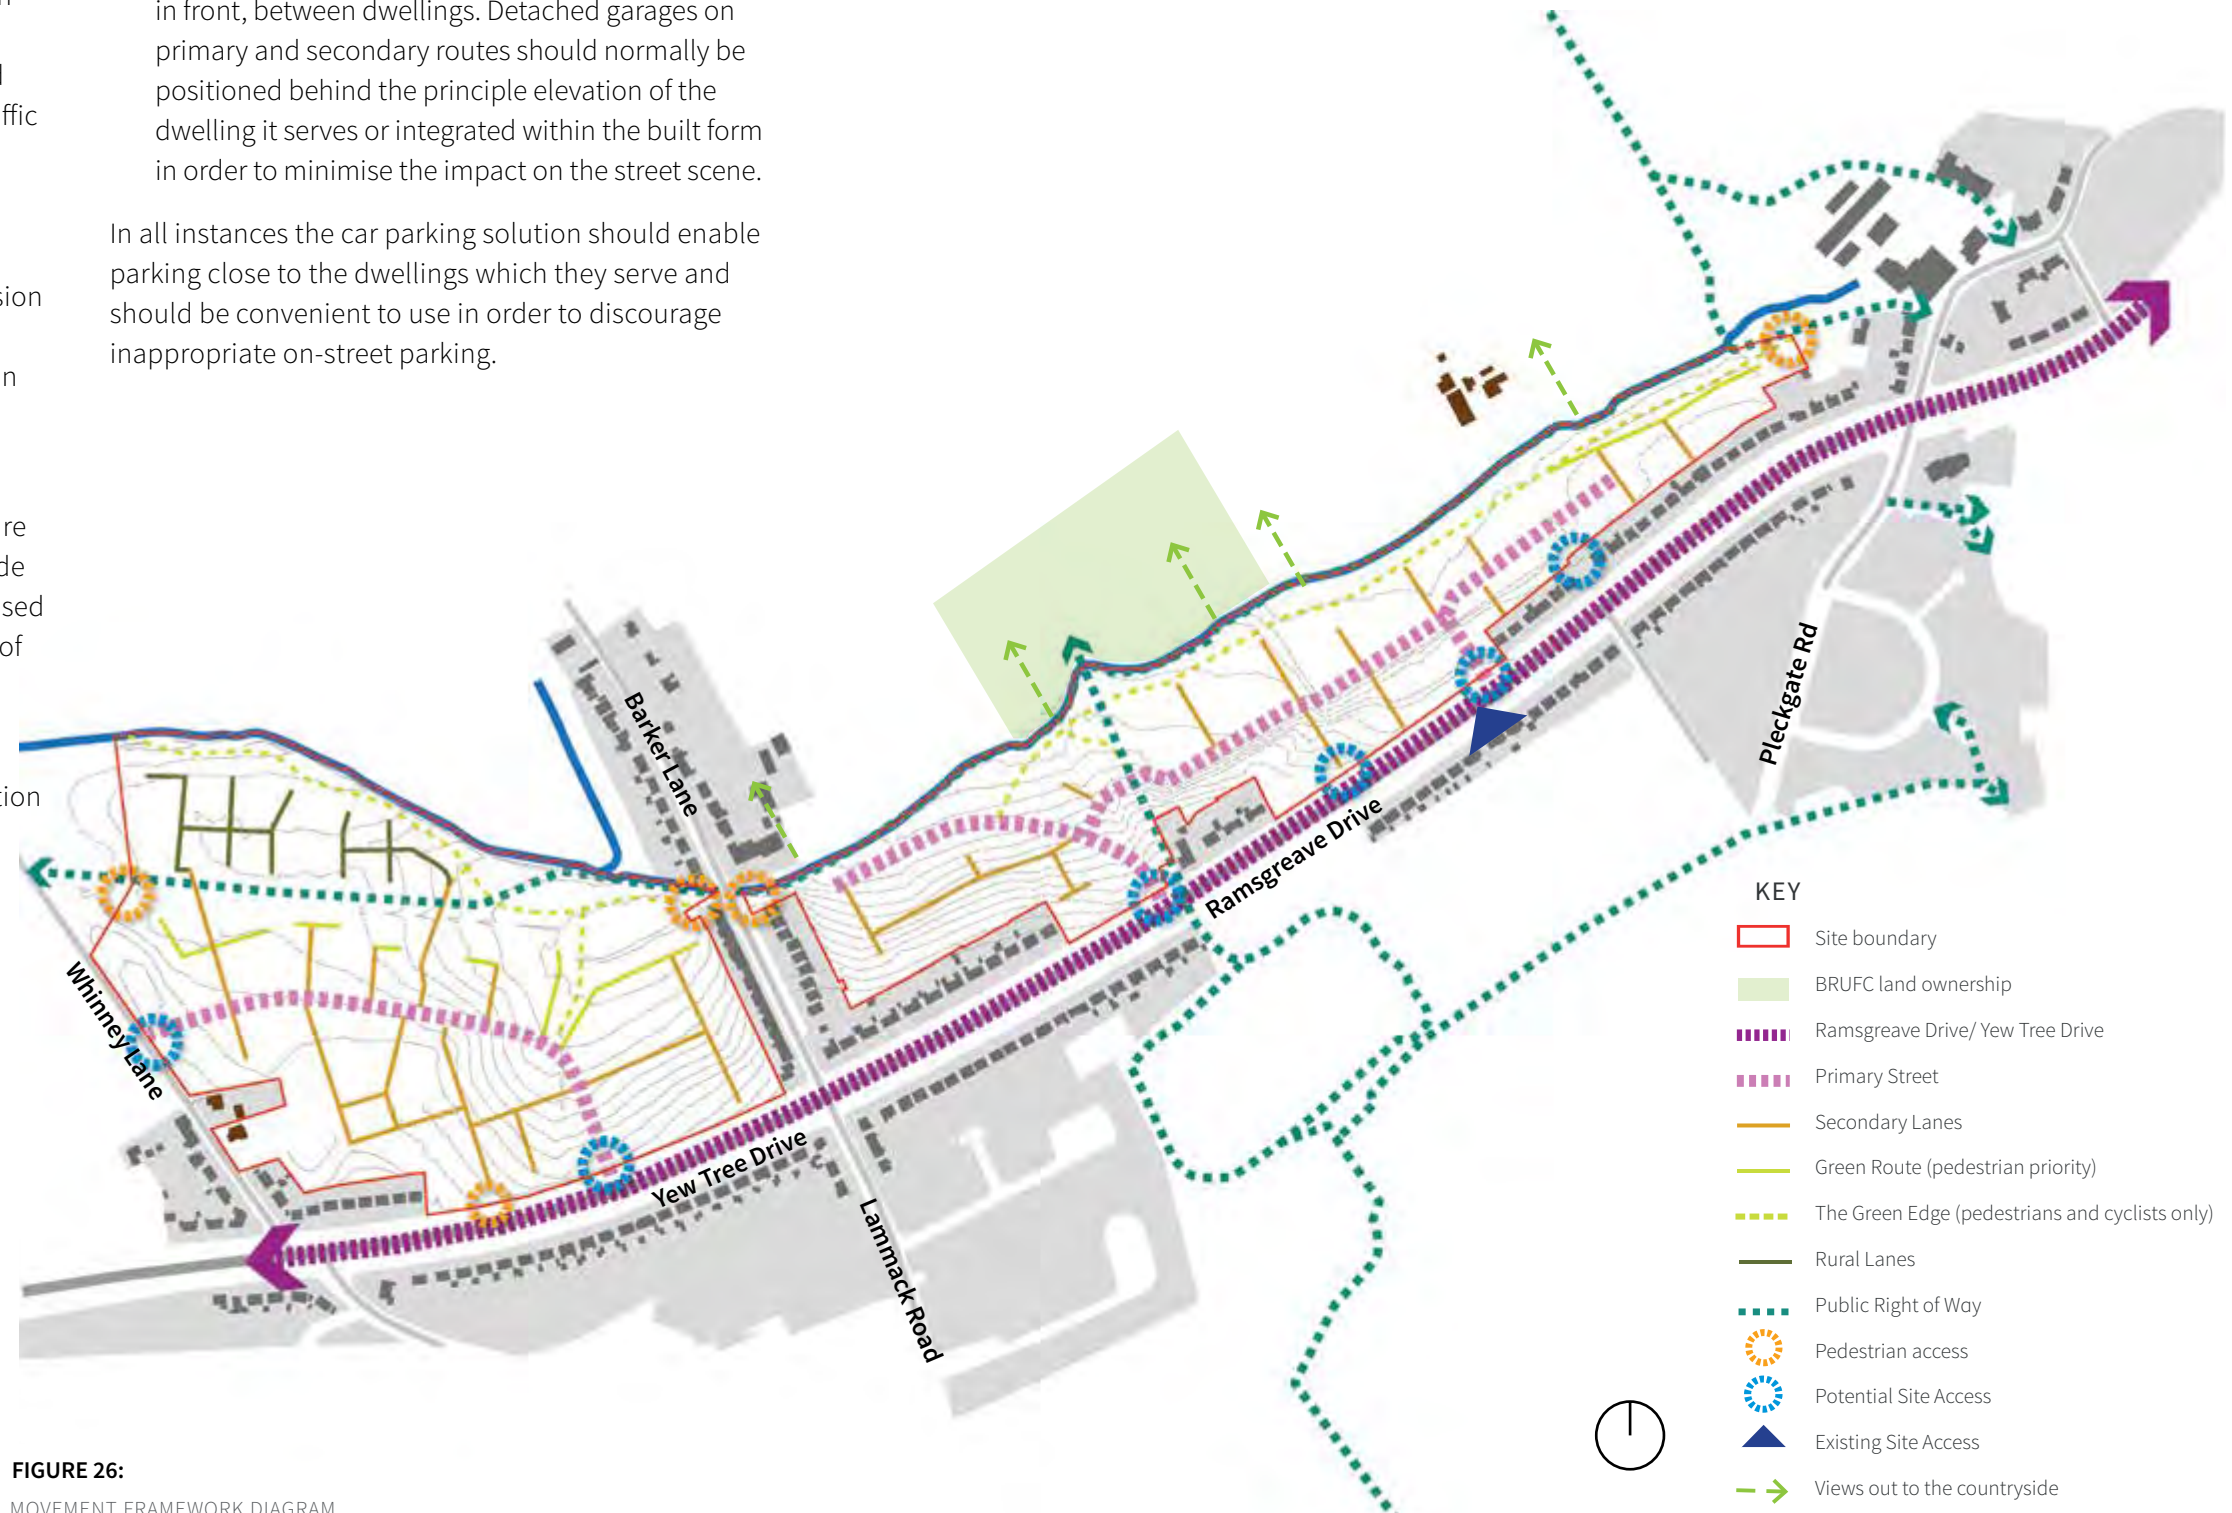 in front, between dwellings. Detached garages on
primary and secondary routes should normally be
positioned behind the principle elevation of the
dwelling it serves or integrated within the built form
in order to minimise the impact on the street scene.
In all instances the car parking solution should enable
parking close to the dwellings which they serve and
should be convenient to use in order to discourage
inappropriate on-street parking.
Barker Lane
Whinney Lane
Yew Tree Drive
Lammack Road
Ramsgreave Drive
Pleckgate Rd
KEY
Site boundary
BRUFC land ownership
Ramsgreave Drive/ Yew Tree Drive
Primary Street
Secondary Lanes
Green Route (pedestrian priority)
The Green Edge (pedestrians and cyclists only)
Rural Lanes
Public Right of Way
Pedestrian access
Potential Site Access
Existing Site Access
Views out to the countryside
FIGURE 26:
MOVEMENT FRAMEWORK DIAGRAM